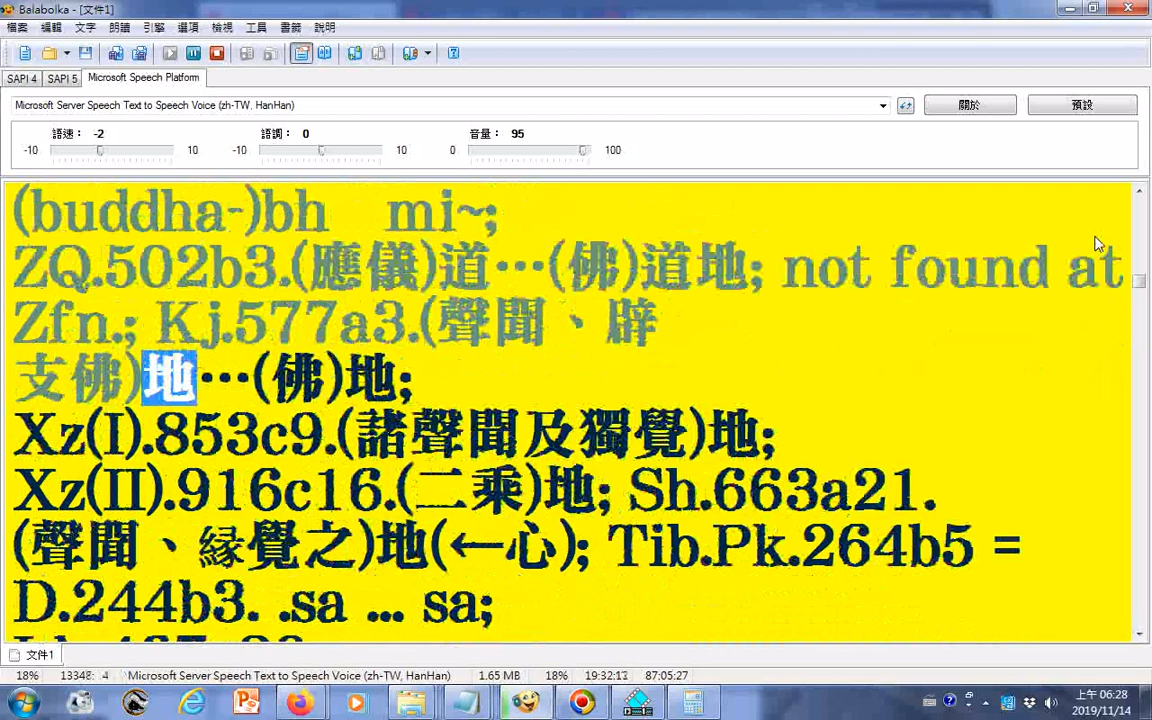 Balabolka - [文件1]
檔案 編輯 文字 朗讀 引擎 選項 檢視 工具 書籤 說明
SAPI 4 SAPI 5 Microsoft Speech Platform
Microsoft Server Speech Text to Speech Voice (zh-TW, HanHan) 關於 預設
語速： -2 語調： 0 音量： 95
-10 10 -10 10 0 100
(buddha-)bh mi~;
ZQ.502b3.(應儀)道…(佛)道地; not found at
Zfn.; Kj.577a3.(聲聞、辟
支佛)地…(佛)地;
Xz(I).853c9.(諸聲聞及獨覺)地;
Xz(II).916c16.(二乘)地; Sh.663a21.
(聲聞、緣覺之)地(←心); Tib.Pk.264b5 =
D.244b3. .sa ... sa;
文件1
18% 13348: 4 Microsoft Server Speech Text to Speech Voice (zh-TW, HanHan) 1.65 MB 18% 19:32:17 87:05:27
上午 06:28
2019/11/14